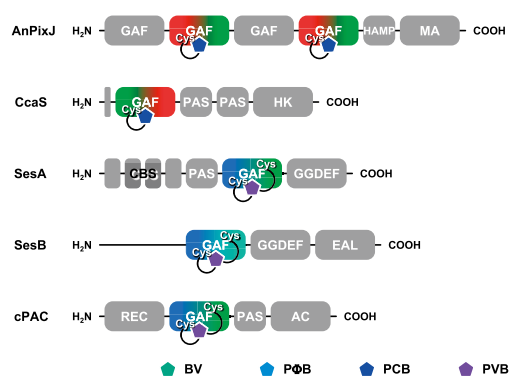 AnPixJ H₂N GAF GAF Cys GAF GAF Cys HAMP MA COOH
CcaS H₂N GAF Cys PAS PAS HK COOH
SesA H₂N CBS PAS GAF Cys Cys GGDEF COOH
SesB H₂N GAF Cys Cys GGDEF EAL COOH
cPAC H₂N REC GAF Cys Cys PAS AC COOH
BV PΦB PCB PVB